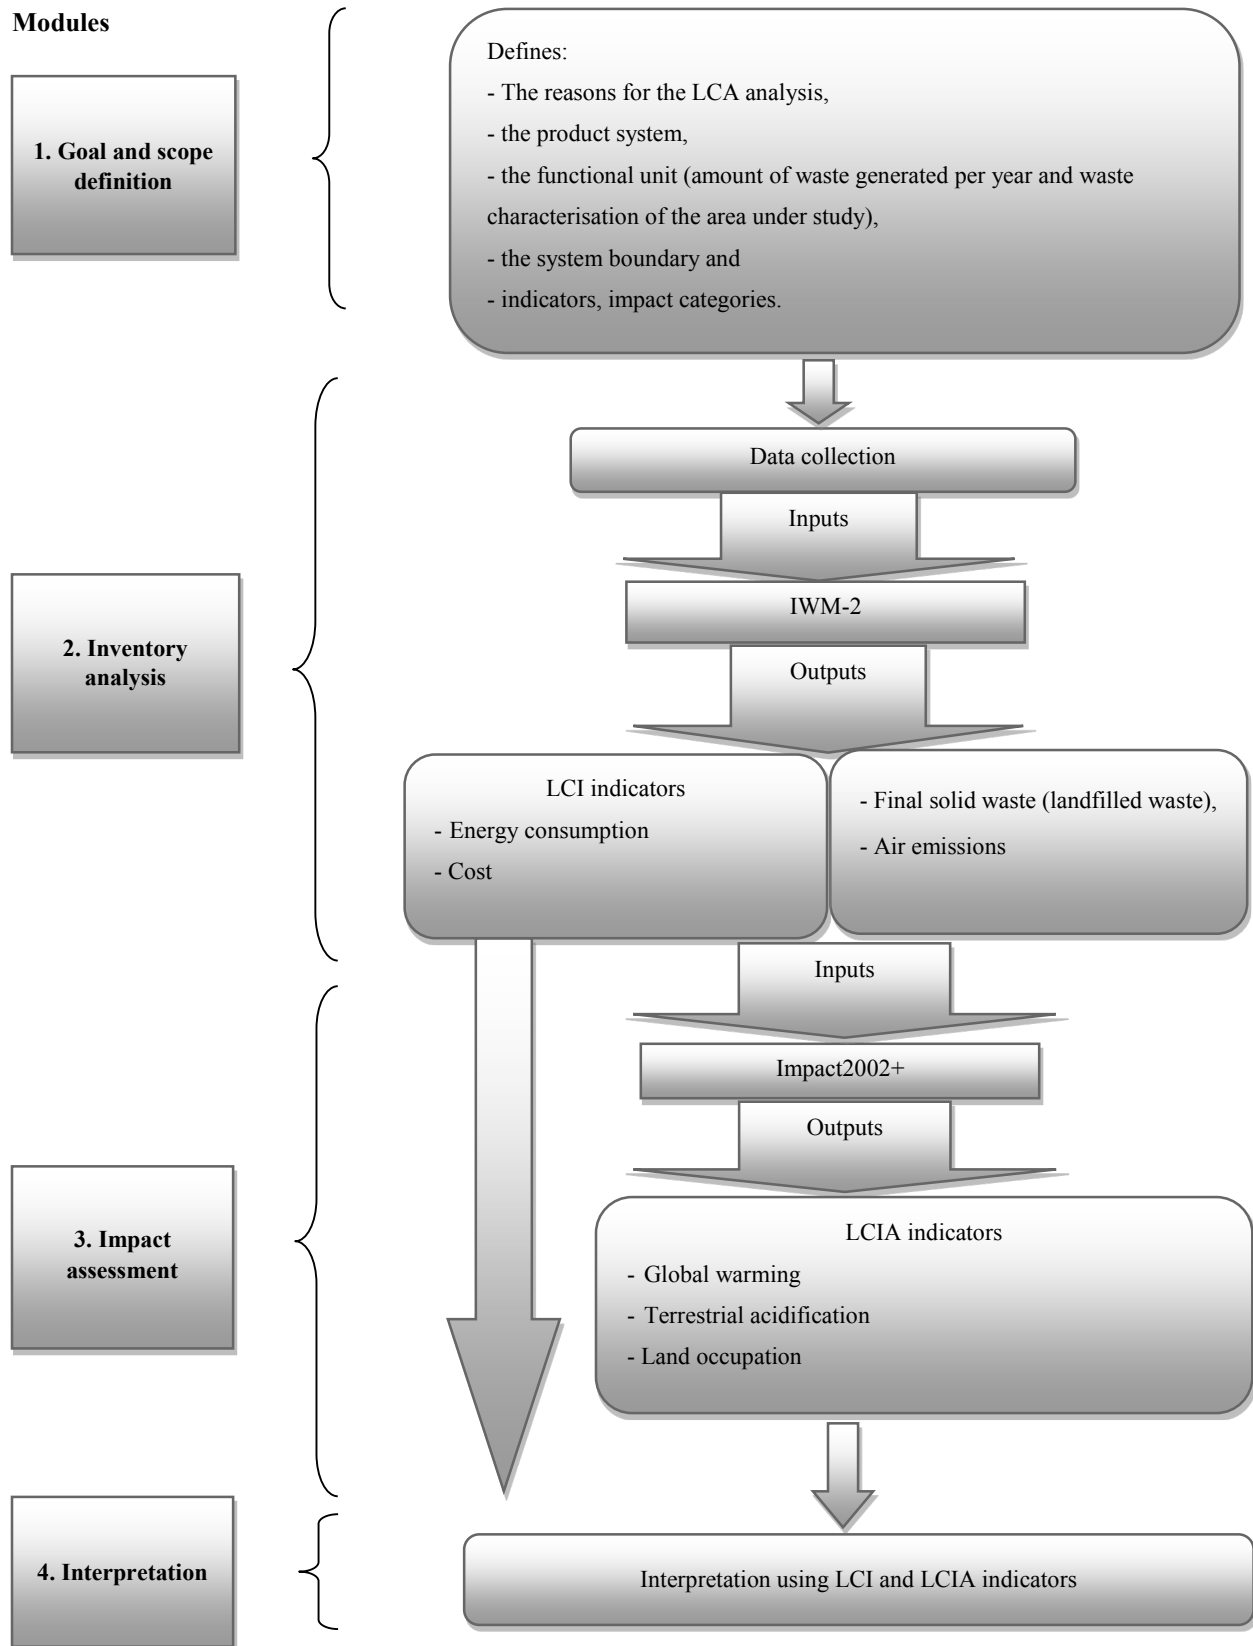 Modules
1. Goal and scope
definition
Defines:
- The reasons for the LCA analysis,
- the product system,
- the functional unit (amount of waste generated per year and waste
characterisation of the area under study),
- the system boundary and
- indicators, impact categories.
2. Inventory
analysis
Data collection
Inputs
IWM-2
Outputs
LCI indicators
- Energy consumption
- Cost
- Final solid waste (landfilled waste),
- Air emissions
3. Impact
assessment
Inputs
Impact2002+
Outputs
LCIA indicators
- Global warming
- Terrestrial acidification
- Land occupation
4. Interpretation
Interpretation using LCI and LCIA indicators